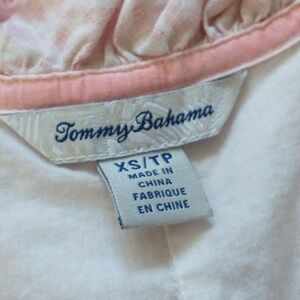 Tommy Bahama
XS/TP
MADE IN
CHINA
FABRIQUE
EN CHINE